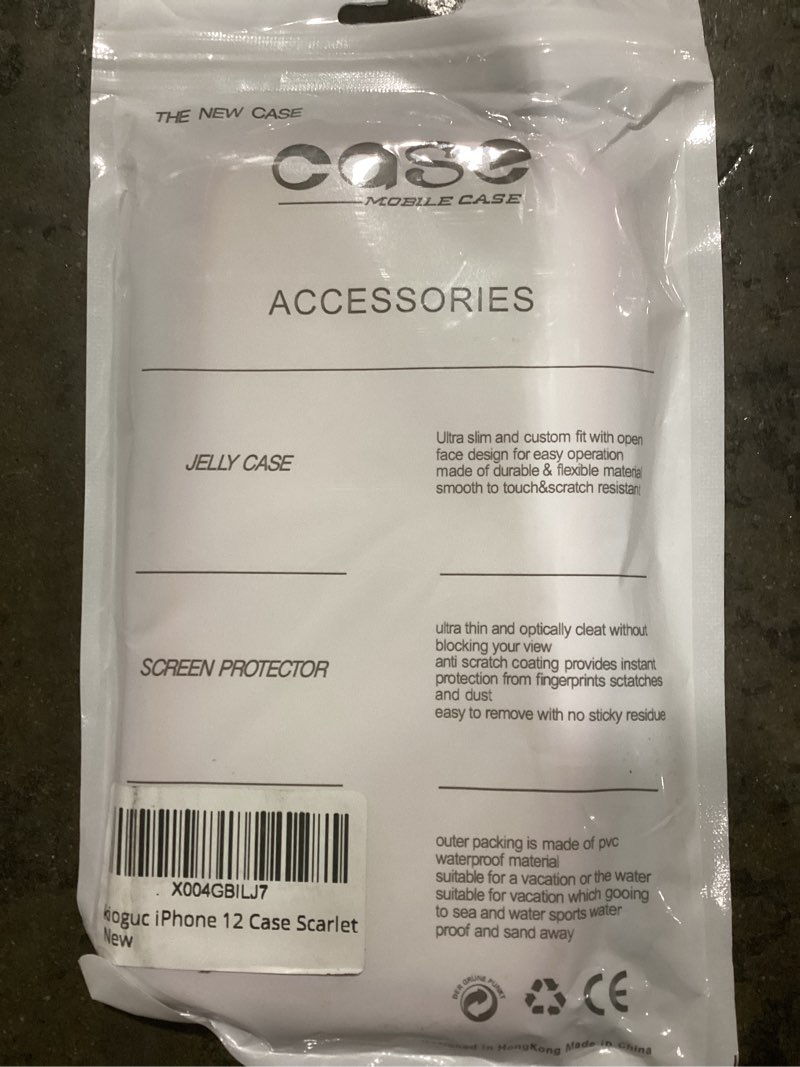 THE NEW CASE
case
MOBILE CASE
ACCESSORIES
JELLY CASE
Ultra slim and custom fit with open
face design for easy operation
made of durable & flexible material
smooth to touch&scratch resistant
SCREEN PROTECTOR
ultra thin and optically cleat without
blocking your view
anti scratch coating provides instant
protection from fingerprints sctatches
and dust
easy to remove with no sticky residue
X004GBILJ7
kioguc iPhone 12 Case Scarlet
New
outer packing is made of pvc
waterproof material
suitable for a vacation or the water
suitable for vacation which gooing
to sea and water sports water
proof and sand away
DER GRÜNE PUNKT
CE
in HongKong Made in China